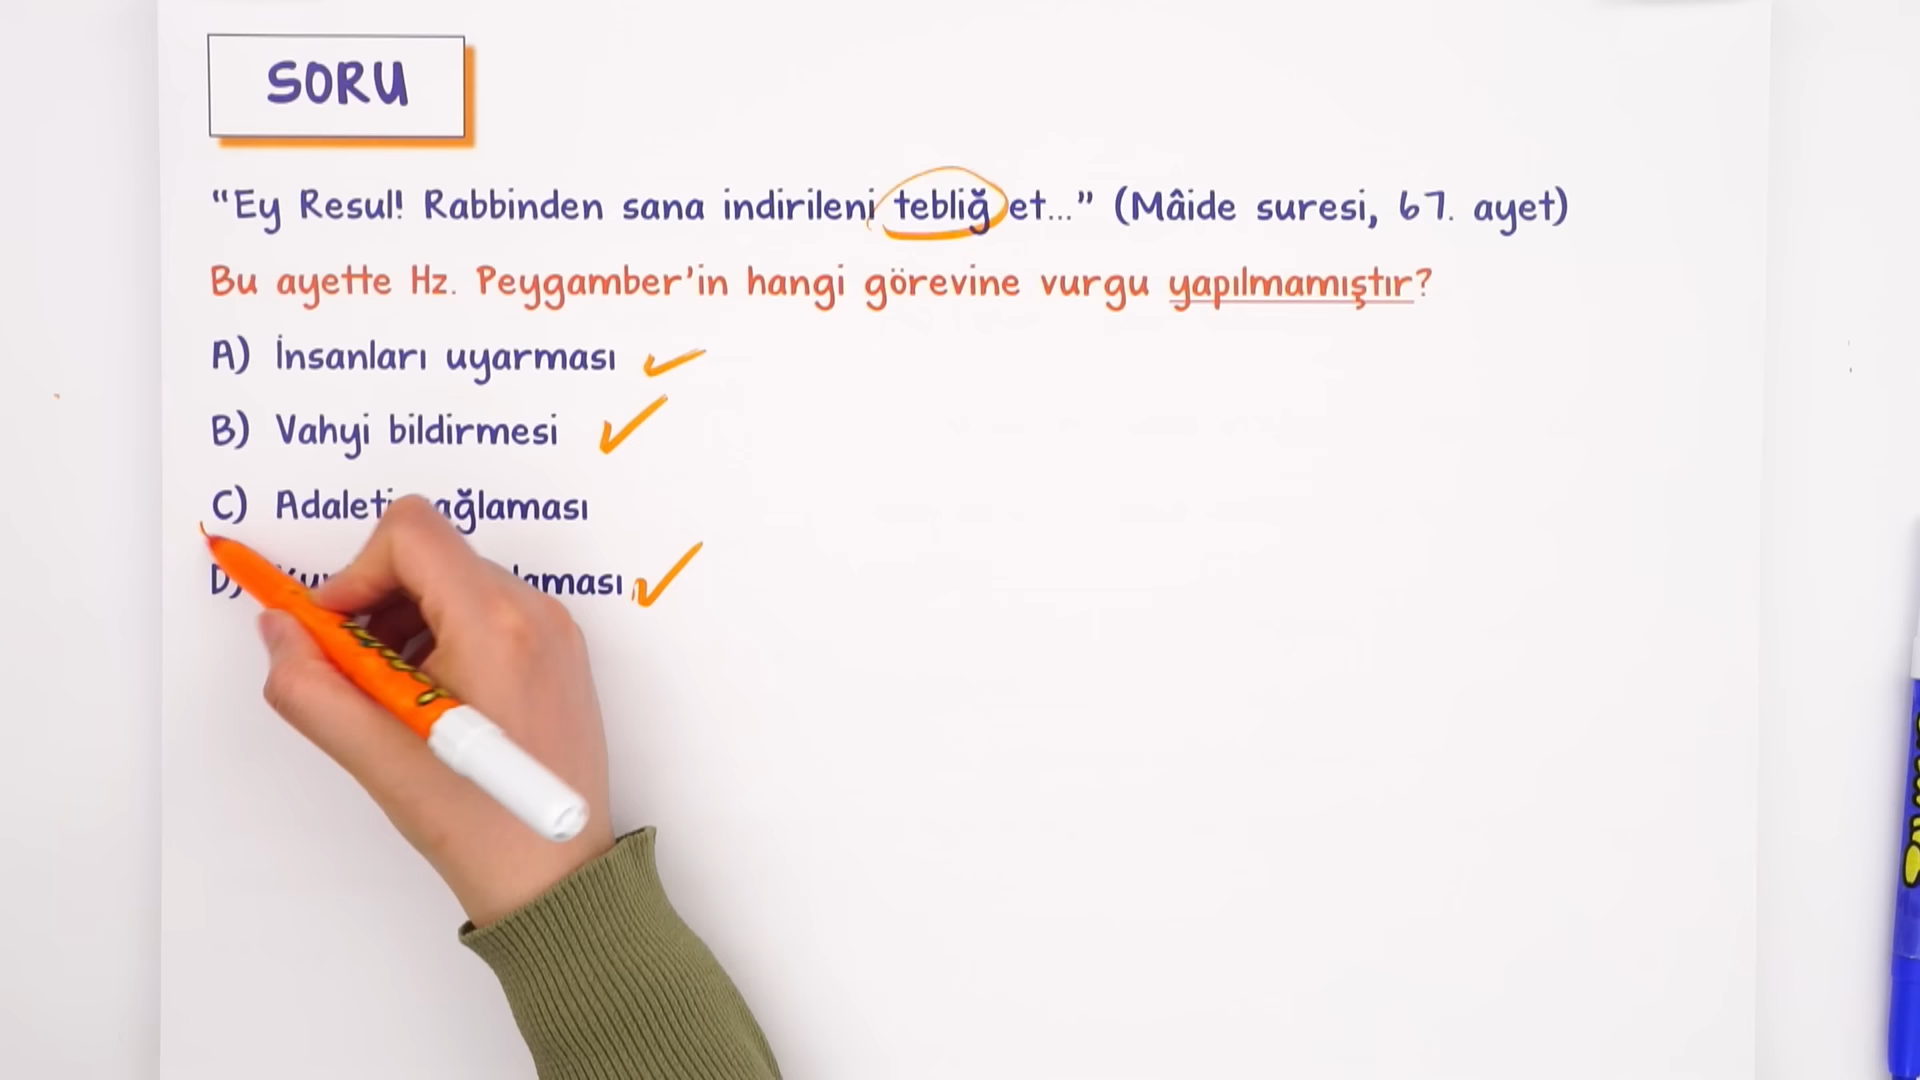 SORU
“Ey Resul! Rabbinden sana indirileni tebliğ et...” (Mâide suresi, 67. ayet)
Bu ayette Hz. Peygamber’in hangi görevine vurgu yapılmamıştır?
A) İnsanları uyarması
B) Vahyi bildirmesi
C) Adaleti sağlaması
D)